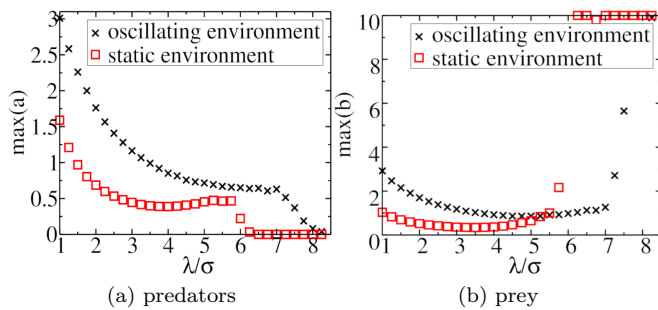 3
2.5
2
1.5
1
0.5
0
max(a)
× oscillating environment
□ static environment
1 2 3 4 5 6 7 8
λ/σ
(a) predators
10
8
6
4
2
0
max(b)
× oscillating environment
□ static environment
1 2 3 4 5 6 7 8
λ/σ
(b) prey